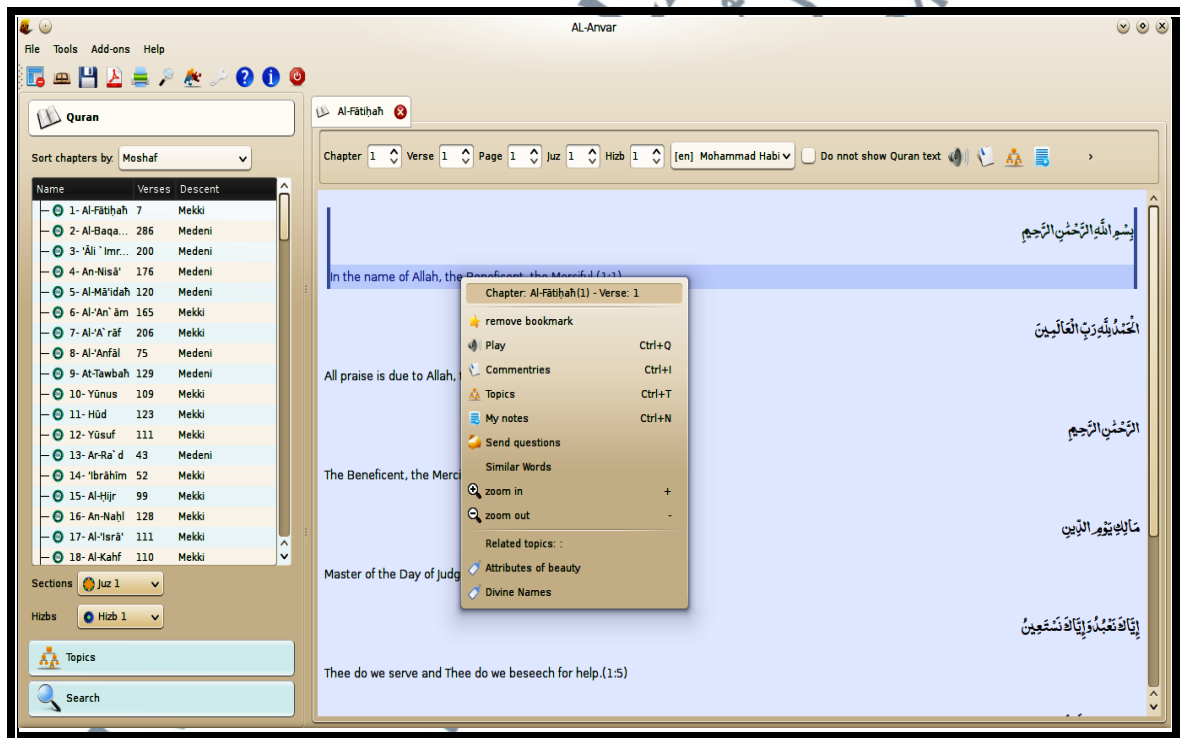 AL-Anvar
File Tools Add-ons Help
Quran
Sort chapters by: Moshaf
Name Verses Descent
1- Al-Fātiḥaħ 7 Mekki
2- Al-Baqa... 286 Medeni
3- 'Āli `Imr... 200 Medeni
4- An-Nisā' 176 Medeni
5- Al-Mā'idaħ 120 Medeni
6- Al-'An`ām 165 Mekki
7- Al-'A`rāf 206 Mekki
8- Al-'Anfāl 75 Medeni
9- At-Tawbaħ 129 Medeni
10- Yūnus 109 Mekki
11- Hūd 123 Mekki
12- Yūsuf 111 Mekki
13- Ar-Ra`d 43 Medeni
14- 'Ibrāhīm 52 Mekki
15- Al-Ḥijr 99 Mekki
16- An-Naḥl 128 Mekki
17- Al-'Isrā' 111 Mekki
18- Al-Kahf 110 Mekki
Sections Juz 1
Hizbs Hizb 1
Topics
Search
Al-Fātiḥaħ
Chapter 1 Verse 1 Page 1 Juz 1 Hizb 1 [en] Mohammad Habi Do nnot show Quran text
بِسْمِ اللَّهِ الرَّحْمَٰنِ الرَّحِيمِ
In the name of Allah, the Beneficent, the Merciful.(1:1)
الْحَمْدُ لِلَّهِ رَبِّ الْعَالَمِينَ
All praise is due to Allah,
الرَّحْمَٰنِ الرَّحِيمِ
The Beneficent, the Merci
مَالِكِ يَوْمِ الدِّينِ
Master of the Day of Judg
إِيَّاكَ نَعْبُدُ وَإِيَّاكَ نَسْتَعِينُ
Thee do we serve and Thee do we beseech for help.(1:5)
Chapter: Al-Fātiḥaħ(1) - Verse: 1
remove bookmark
Play Ctrl+Q
Commentries Ctrl+I
Topics Ctrl+T
My notes Ctrl+N
Send questions
Similar Words
zoom in +
zoom out -
Related topics: :
Attributes of beauty
Divine Names